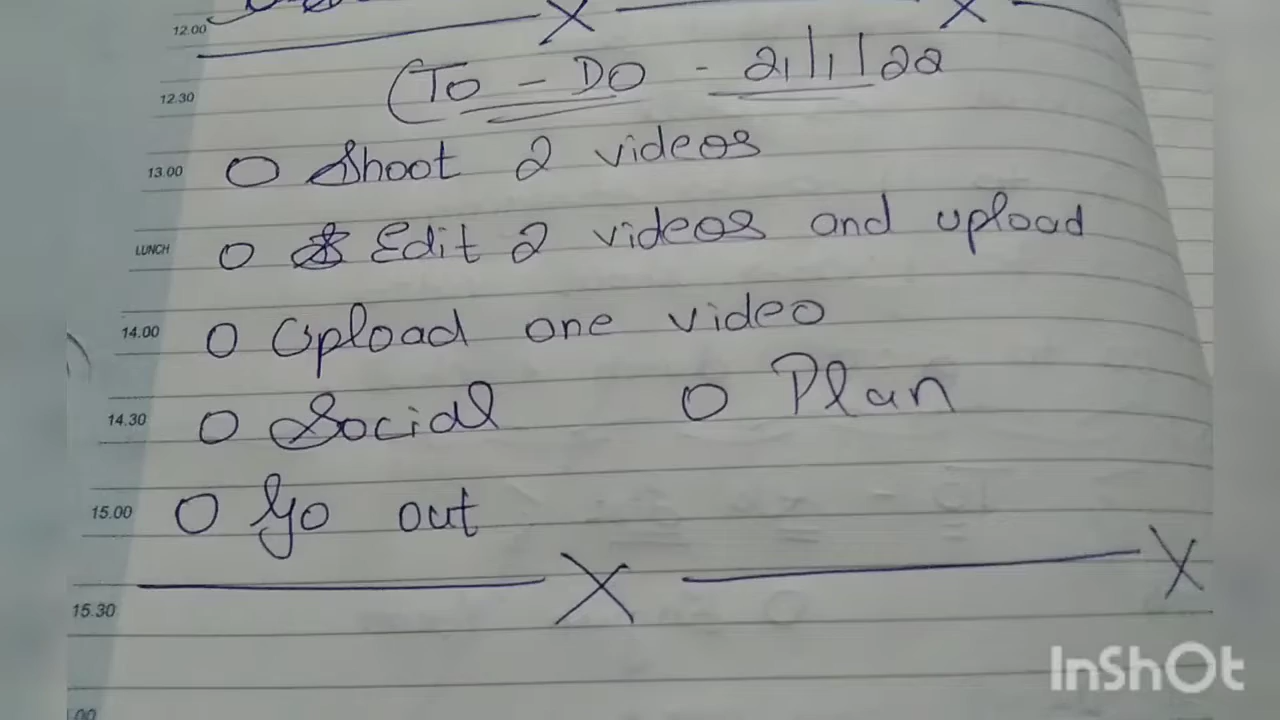 12.00
12.30 (To - Do - 21/1/22
13.00 Shoot 2 videos
LUNCH Edit 2 videos and upload
14.00 Upload one video
14.30 Social Plan
15.00 Go out
15.30
.00
InShOt